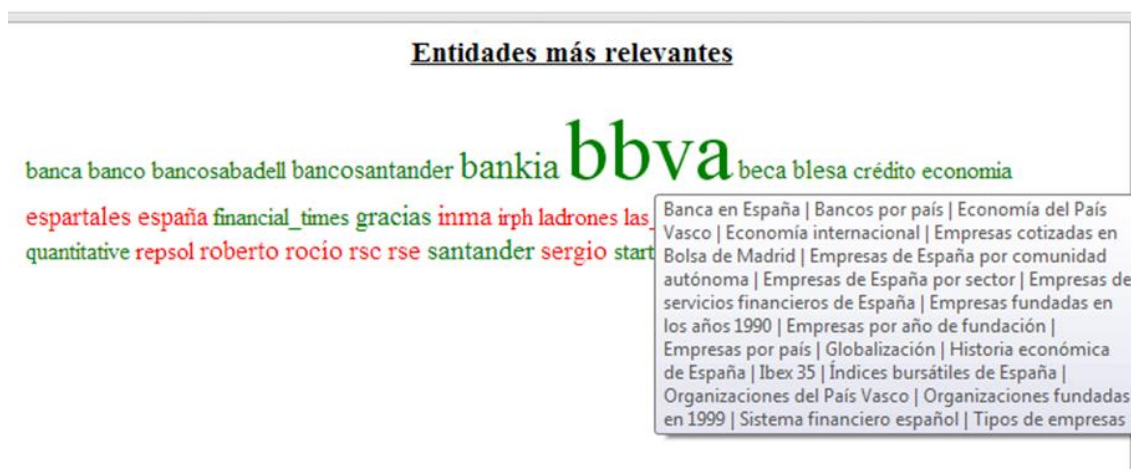 Entidades más relevantes
banca banco bancosabadell bancosantander bankia bbva beca blesa crédito economia
espartales españa financial_times gracias inma irph ladrones las_
quantitative repsol roberto rocío rsc rse santander sergio start
Banca en España | Bancos por país | Economía del País
Vasco | Economía internacional | Empresas cotizadas en
Bolsa de Madrid | Empresas de España por comunidad
autónoma | Empresas de España por sector | Empresas de
servicios financieros de España | Empresas fundadas en
los años 1990 | Empresas por año de fundación |
Empresas por país | Globalización | Historia económica
de España | Ibex 35 | Índices bursátiles de España |
Organizaciones del País Vasco | Organizaciones fundadas
en 1999 | Sistema financiero español | Tipos de empresas